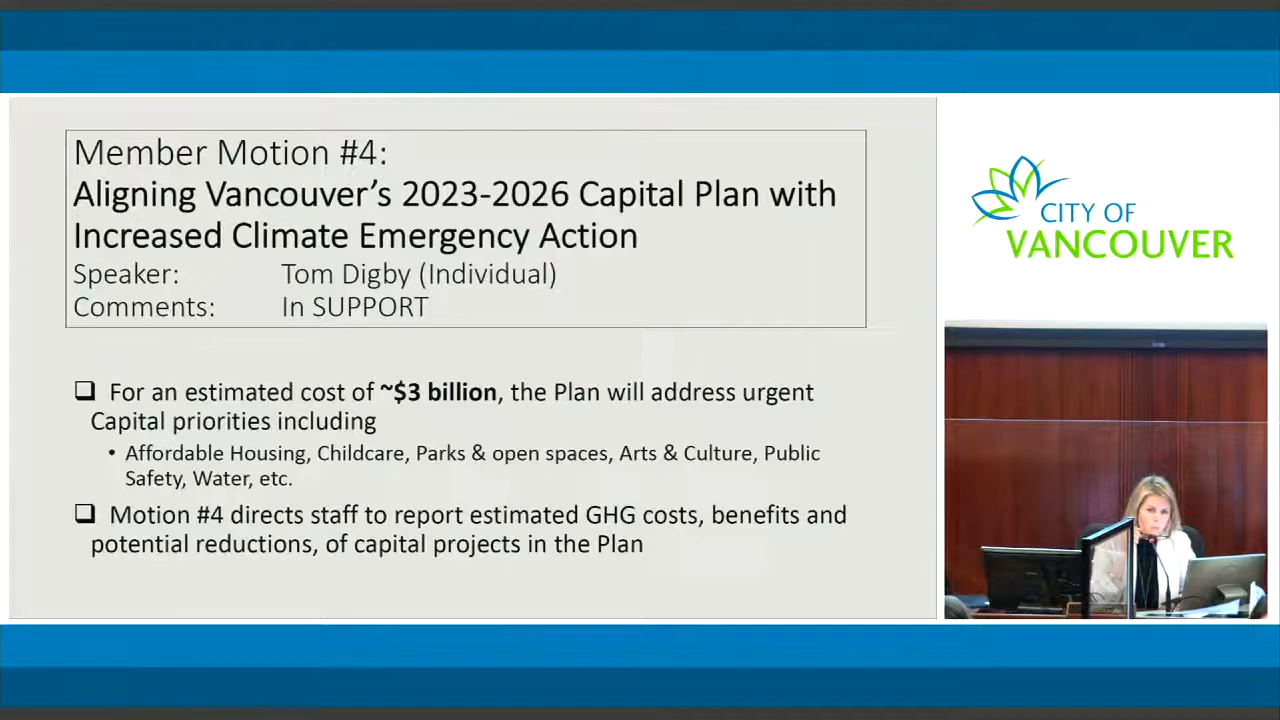 Member Motion #4:
Aligning Vancouver's 2023-2026 Capital Plan with
Increased Climate Emergency Action
Speaker: Tom Digby (Individual)
Comments: In SUPPORT
❑ For an estimated cost of ~$3 billion, the Plan will address urgent
Capital priorities including
• Affordable Housing, Childcare, Parks & open spaces, Arts & Culture, Public
Safety, Water, etc.
❑ Motion #4 directs staff to report estimated GHG costs, benefits and
potential reductions, of capital projects in the Plan
CITY OF
VANCOUVER